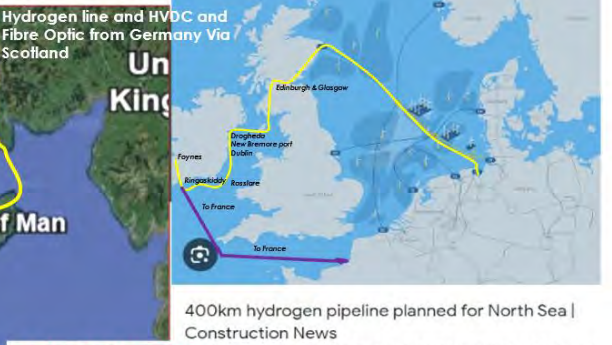 Hydrogen line and HVDC and
Fibre Optic from Germany Via
Scotland
Un
King
f Man
Edinburgh & Glasgow
Drogheda
New Bremore port
Dublin
Foynes
Ringaskiddy
Rosslare
To France
To France
400km hydrogen pipeline planned for North Sea |
Construction News